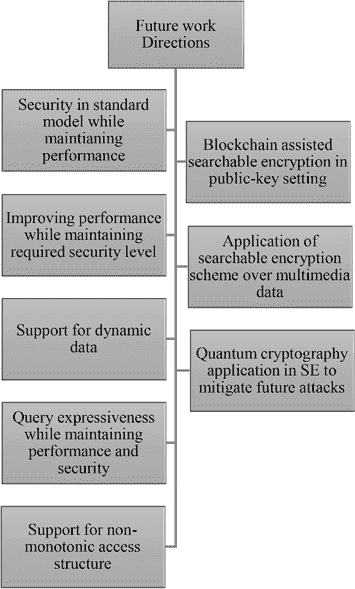 Future work
Directions
Security in standard
model while
maintianing
performance
Blockchain assisted
searchable encryption in
public-key setting
Improving performance
while maintaining
required security level
Application of
searchable encryption
scheme over multimedia
data
Support for dynamic
data
Quantum cryptography
application in SE to
mitigate future attacks
Query expressiveness
while maintaining
performance and
security
Support for non-
monotonic access
structure